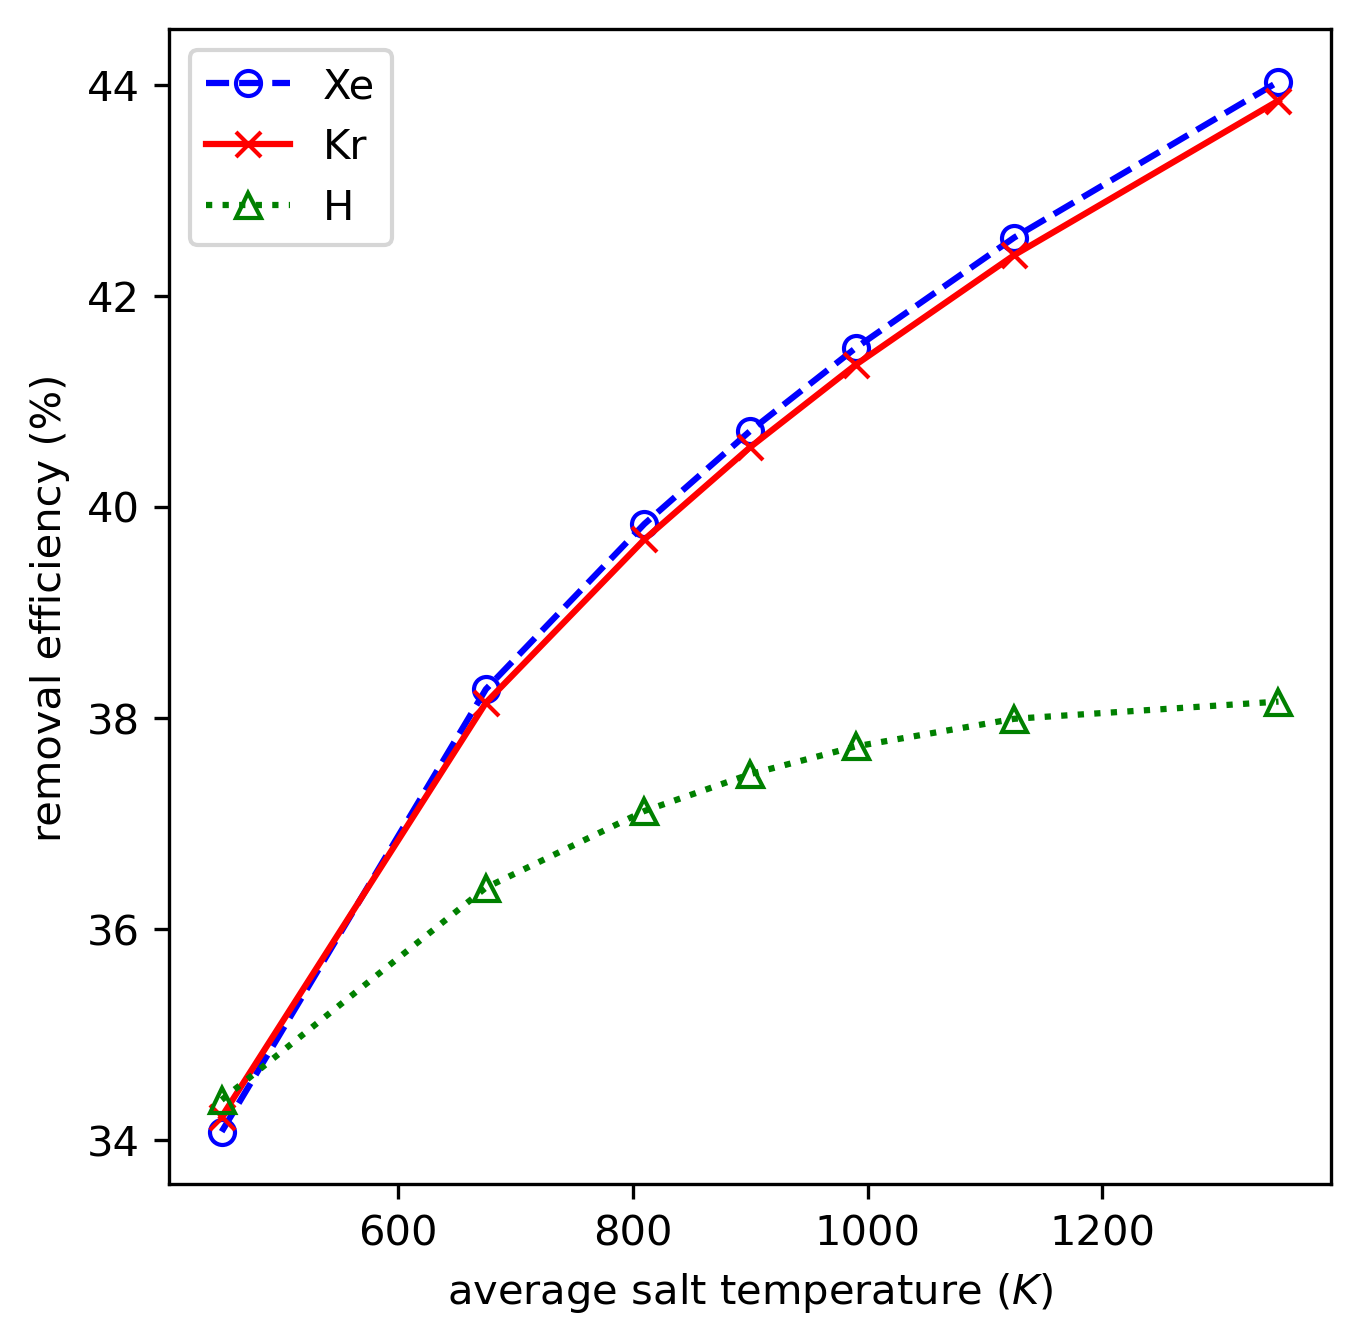 Xe
Kr
H
44
42
40
38
36
34
removal efficiency (%)
600
800
1000
1200
average salt temperature (K)